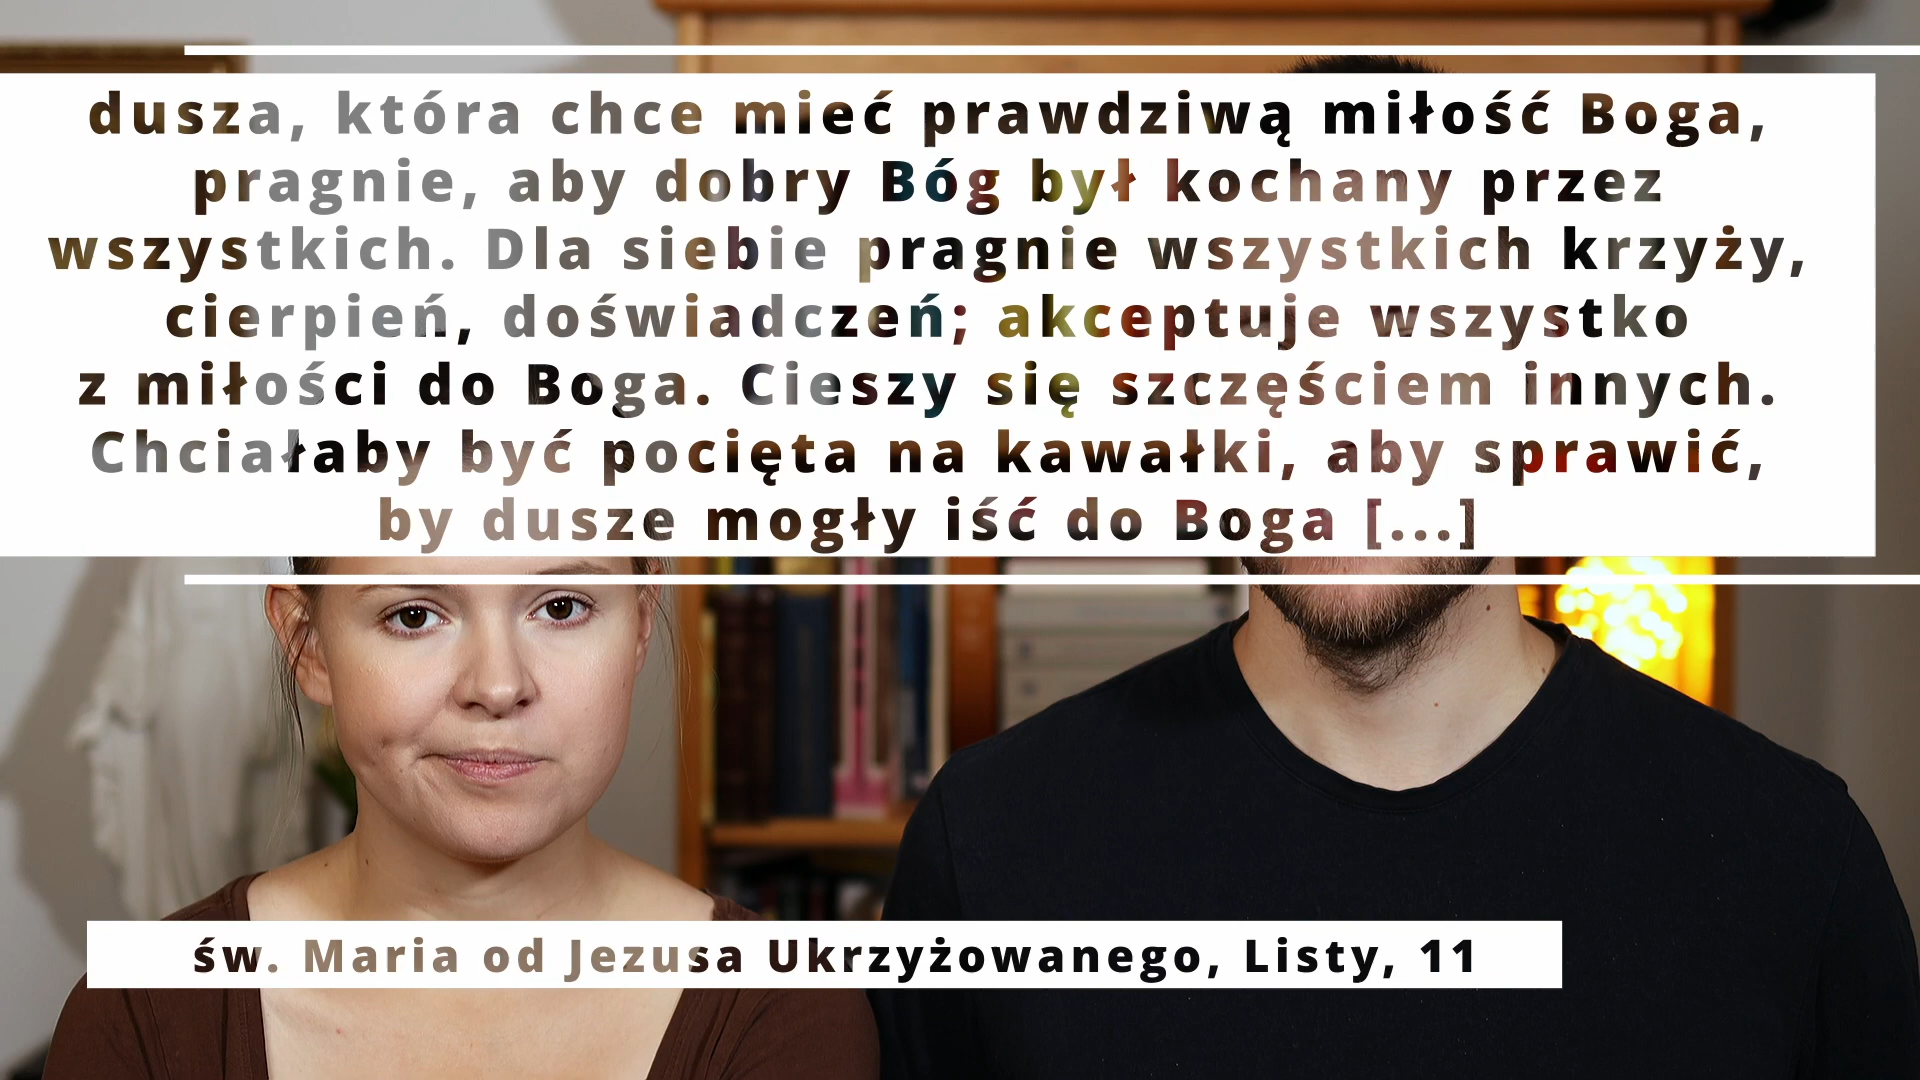 dusza, która chce mieć prawdziwą miłość Boga,
pragnie, aby dobry Bóg był kochany przez
wszystkich. Dla siebie pragnie wszystkich krzyży,
cierpień, doświadczeń; akceptuje wszystko
z miłości do Boga. Cieszy się szczęściem innych.
Chciałaby być pocięta na kawałki, aby sprawić,
by dusze mogły iść do Boga [...]
św. Maria od Jezusa Ukrzyżowanego, Listy, 11